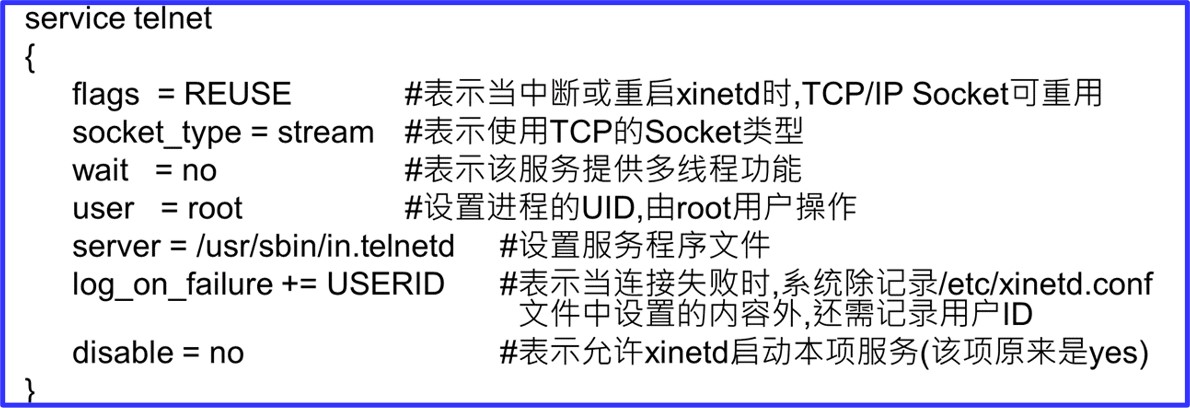 service telnet
{
flags = REUSE #表示当中断或重启xinetd时,TCP/IP Socket可重用
socket_type = stream #表示使用TCP的Socket类型
wait = no #表示该服务提供多线程功能
user = root #设置进程的UID,由root用户操作
server = /usr/sbin/in.telnetd #设置服务程序文件
log_on_failure += USERID #表示当连接失败时,系统除记录/etc/xinetd.conf
文件中设置的内容外,还需记录用户ID
disable = no #表示允许xinetd启动本项服务(该项原来是yes)
}